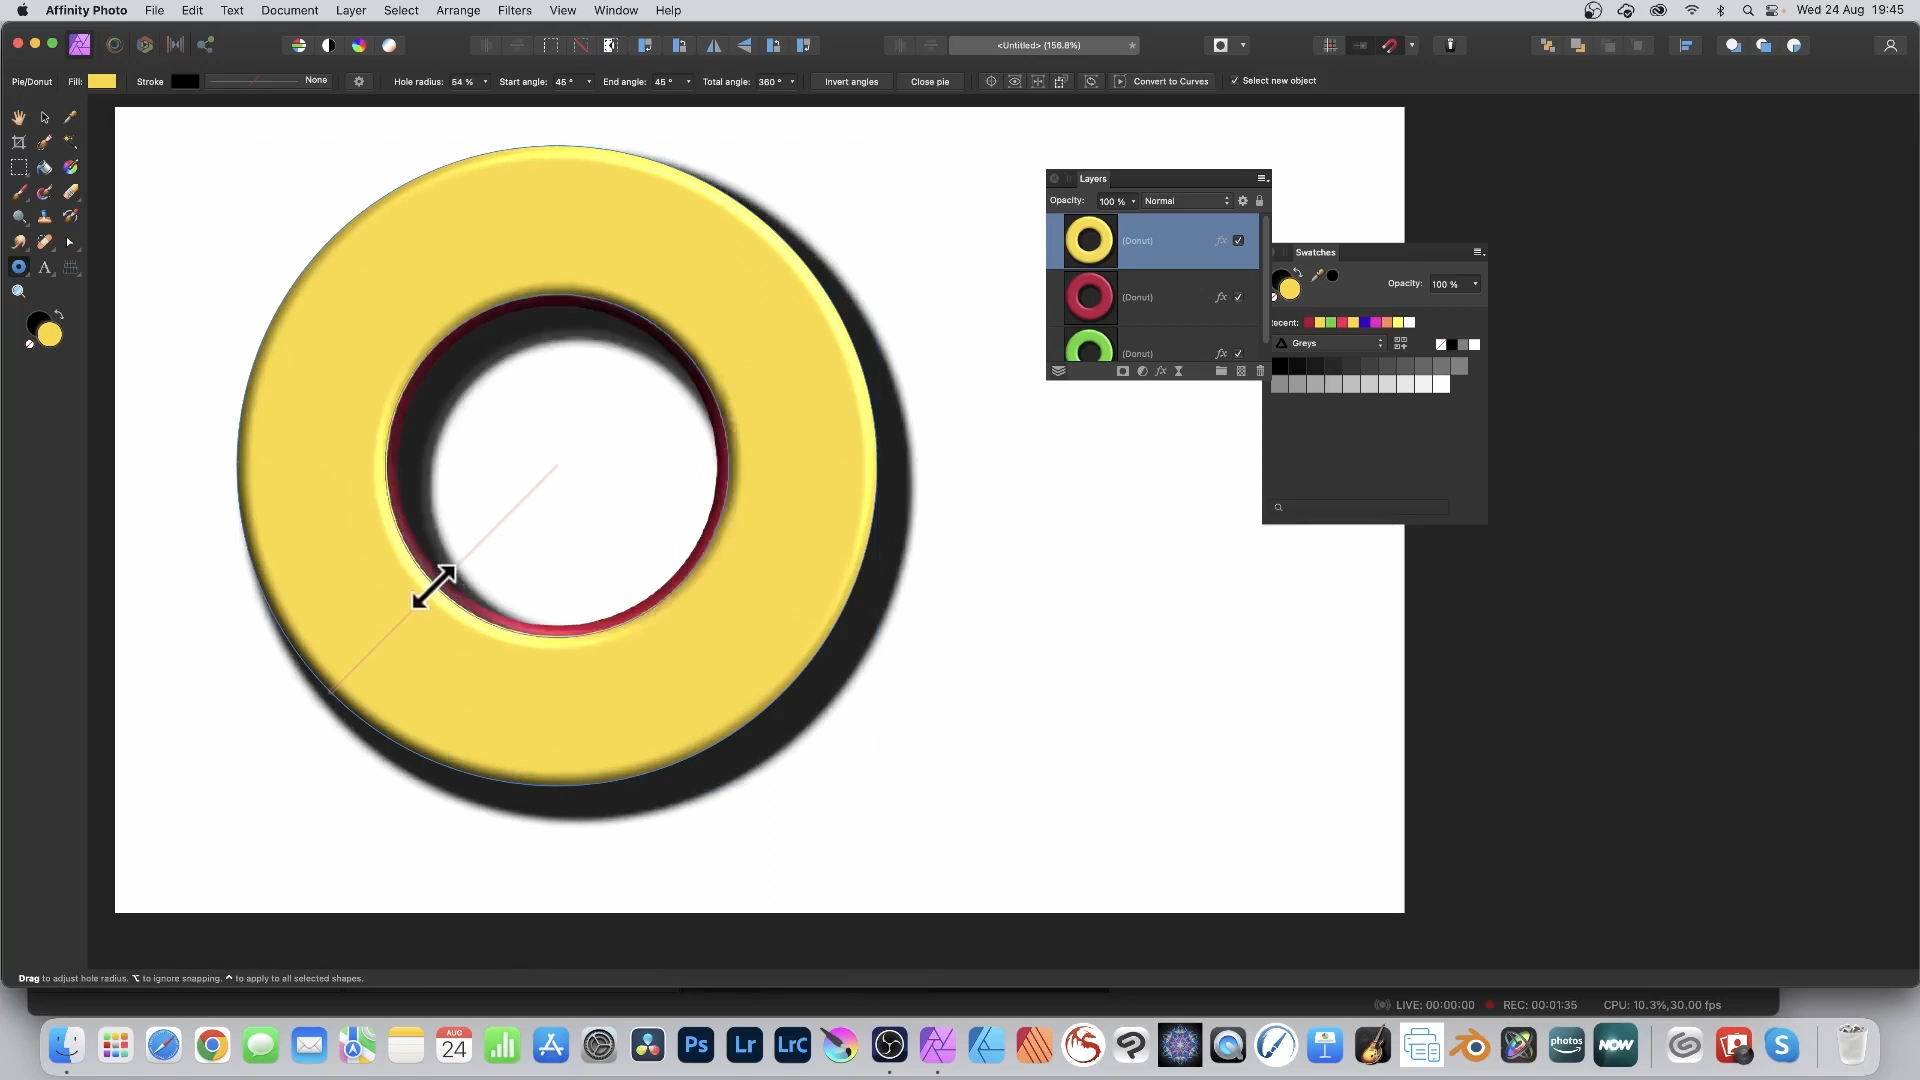 Affinity Photo File Edit Text Document Layer Select Arrange Filters View Window Help Wed 24 Aug 19:45
<Untitled> (156.8%)
Pie/Donut Fill: Stroke None Hole radius: 54 % Start angle: 45 ° End angle: 45 ° Total angle: 360 ° Invert angles Close pie Convert to Curves Select new object
Layers
Opacity: 100 % Normal
(Donut) fx
(Donut) fx
(Donut) fx
Swatches
Opacity: 100 %
ecent:
Greys
Drag to adjust hole radius. ⌥ to ignore snapping. ^ to apply to all selected shapes.
LIVE: 00:00:00 REC: 00:01:35 CPU: 10.3%,30.00 fps
AUG
24
Ps
Lr
LrC
photos
NOW
S